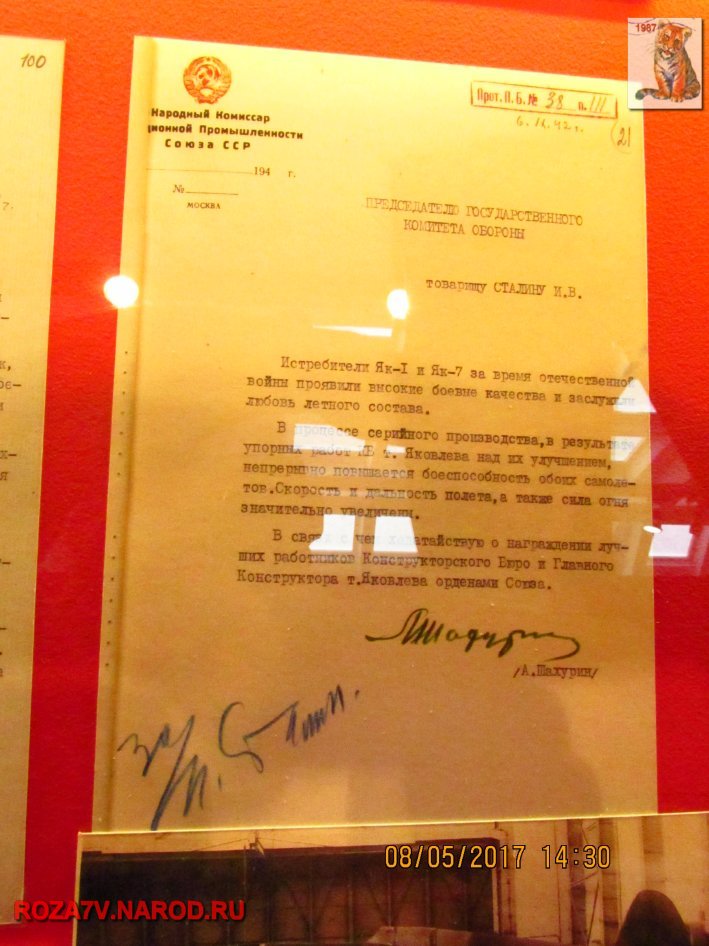 100
1987
Прот. П. Б. № 38 п. 111
6. IX. 42 г.
21
Народный Комиссар
ционной Промышленности
Союза ССР
194 г.
№
МОСКВА
ПРЕДСЕДАТЕЛЮ ГОСУДАРСТВЕННОГО
КОМИТЕТА ОБОРОНЫ
товарищу СТАЛИНУ И.В.
Истребители Як-I и Як-7 за время отечественной
войны проявили высокие боевые качества и заслужили
любовь летного состава.
В процессе серийного производства, в результате
упорных работ КБ т. Яковлева над их улучшением,
непрерывно повышается боеспособность обоих самоле-
тов. Скорость и дальность полета, а также сила огня
значительно увеличены.
В связи с чем ходатайствую о награждении луч-
ших работников Конструкторского Бюро и Главного
Конструктора т. Яковлева орденами Союза.
/А. Шахурин/
За
И. Сталин.
08/05/2017 14:30
ROZA7V.NAROD.RU